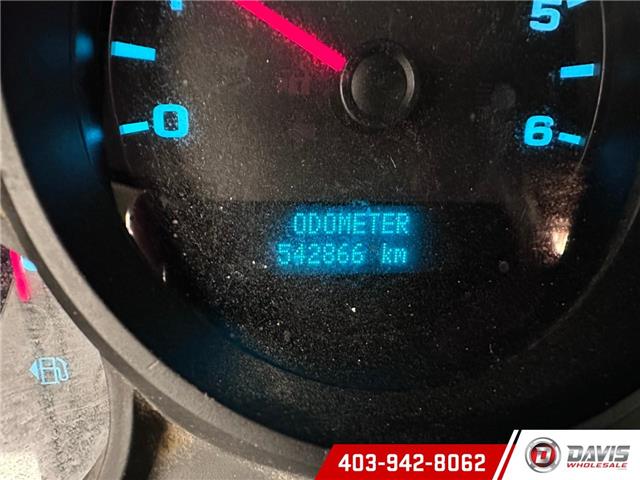 5
0
6
ODOMETER
542866 km
403-942-8062
D DAVIS
WHOLESALE